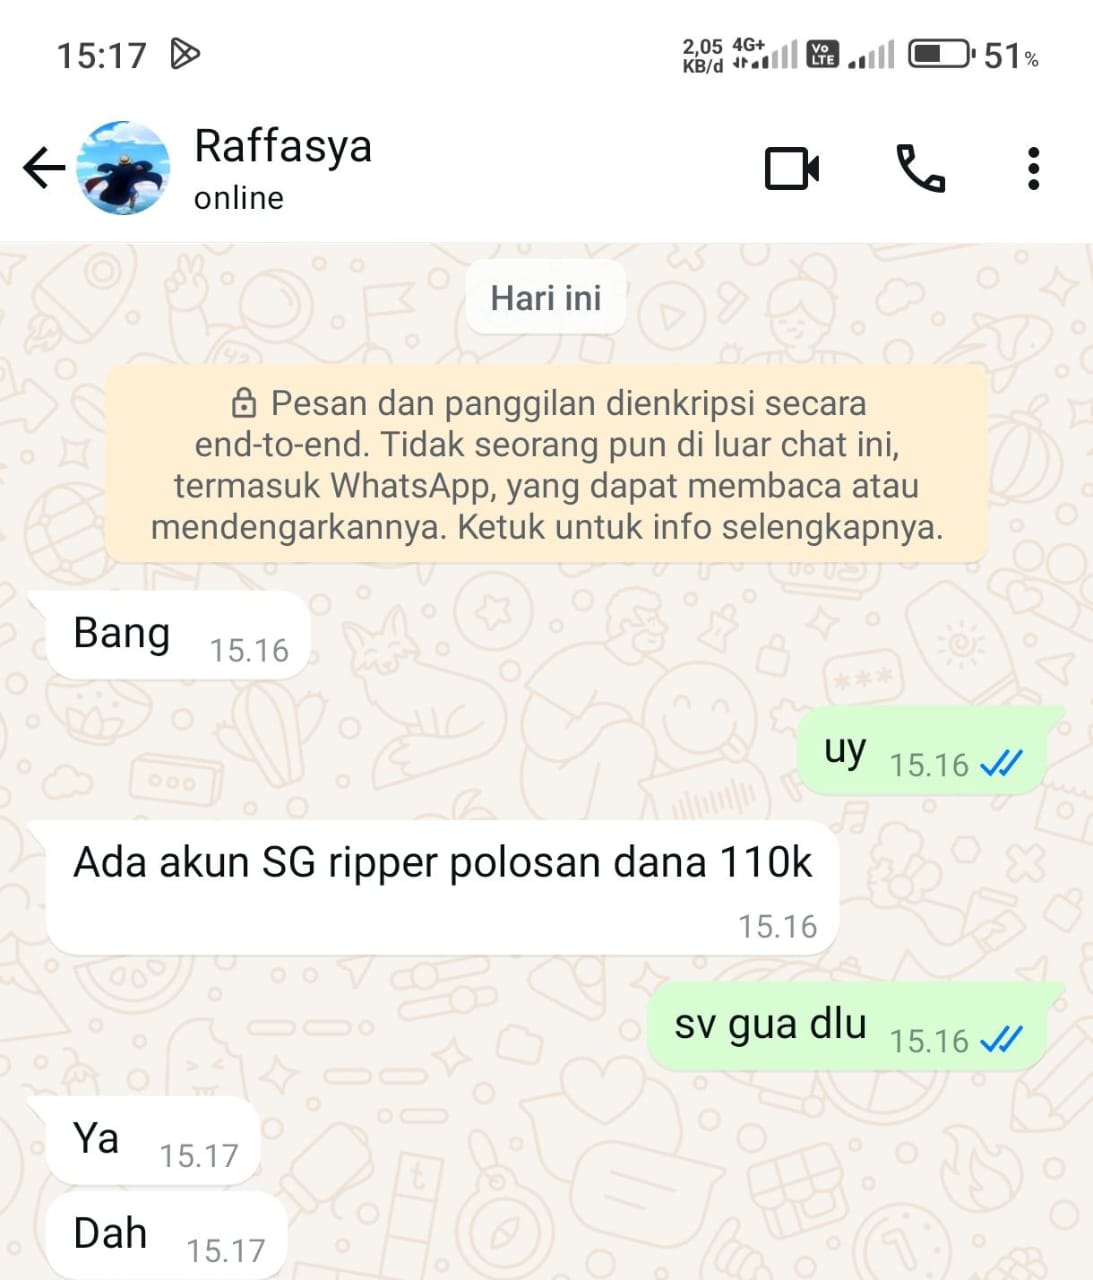 15:17
2,05 KB/d 4G+ Vo LTE 51%
Raffasya
online
Hari ini
Pesan dan panggilan dienkripsi secara
end-to-end. Tidak seorang pun di luar chat ini,
termasuk WhatsApp, yang dapat membaca atau
mendengarkannya. Ketuk untuk info selengkapnya.
Bang 15.16
uy 15.16
Ada akun SG ripper polosan dana 110k
15.16
sv gua dlu 15.16
Ya 15.17
Dah 15.17